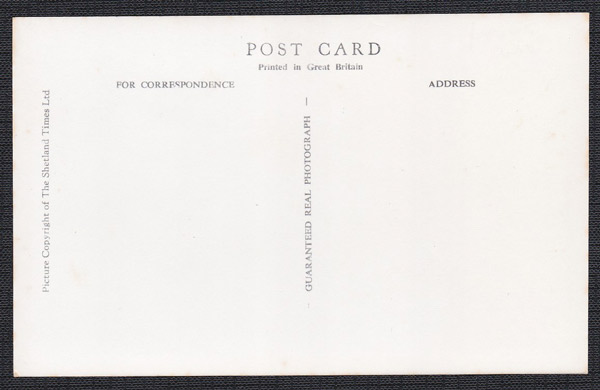 POST CARD
Printed in Great Britain
FOR CORRESPONDENCE
ADDRESS
Picture Copyright of The Shetland Times Ltd
GUARANTEED REAL PHOTOGRAPH